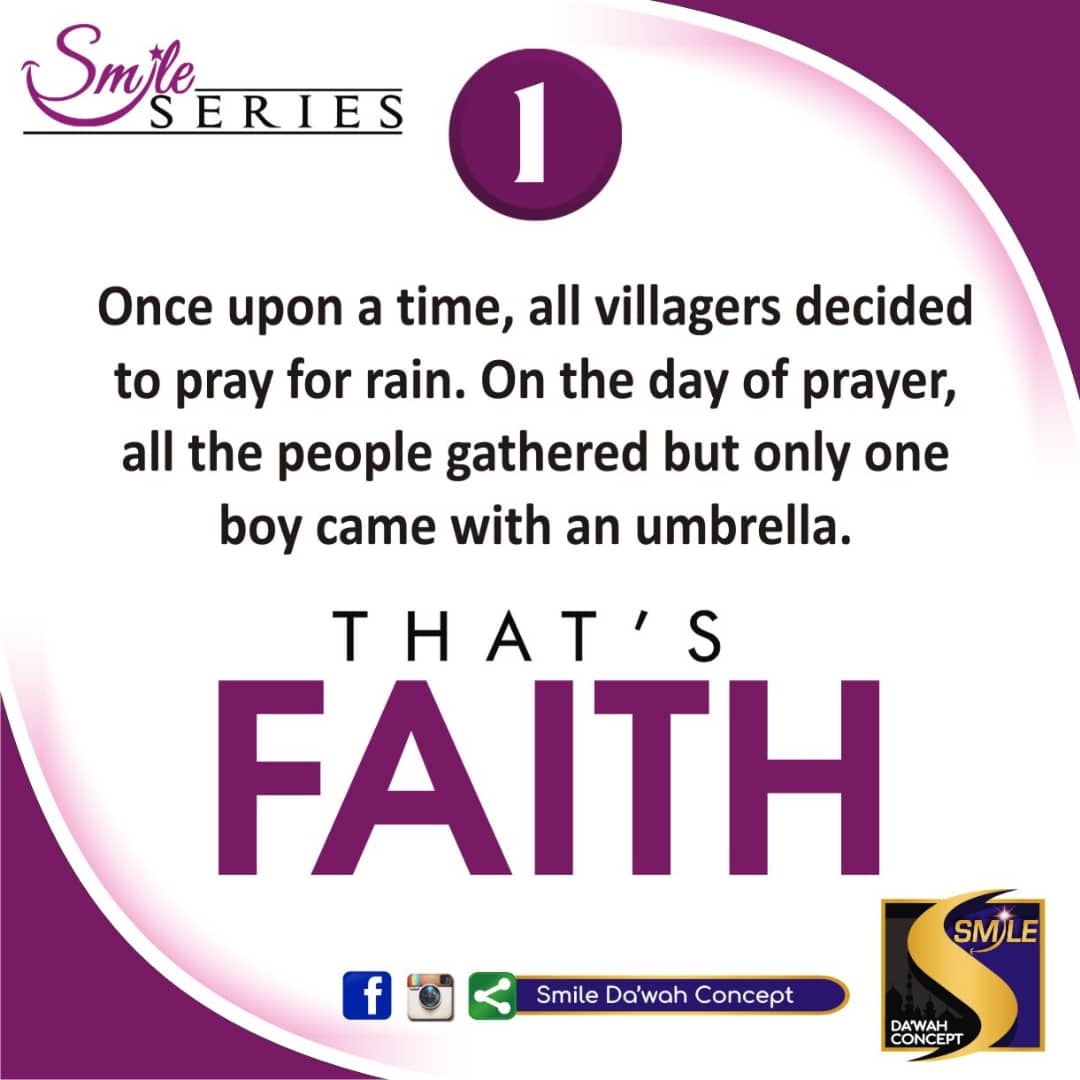 Smile
SERIES
1
Once upon a time, all villagers decided
to pray for rain. On the day of prayer,
all the people gathered but only one
boy came with an umbrella.
THAT'S
FAITH
SMILE
DA'WAH
CONCEPT
f
Smile Da'wah Concept